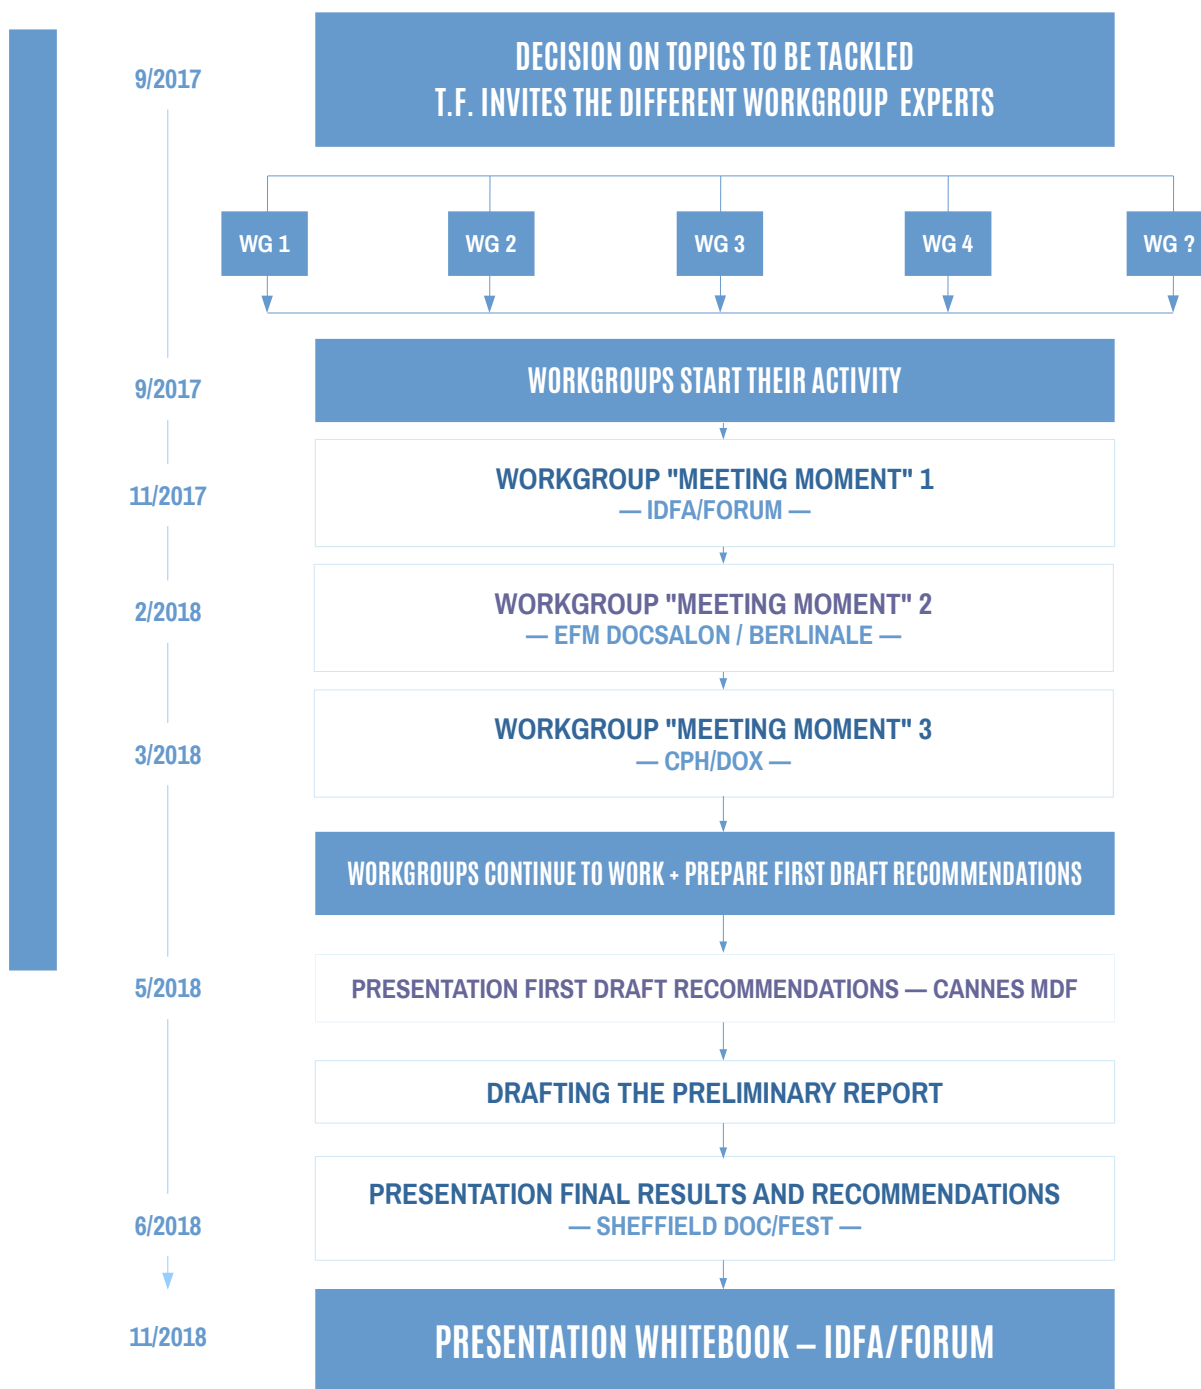 9/2017
DECISION ON TOPICS TO BE TACKLED
T.F. INVITES THE DIFFERENT WORKGROUP EXPERTS
WG 1
WG 2
WG 3
WG 4
WG ?
9/2017
WORKGROUPS START THEIR ACTIVITY
11/2017
WORKGROUP "MEETING MOMENT" 1
— IDFA/FORUM —
2/2018
WORKGROUP "MEETING MOMENT" 2
— EFM DOCSALON / BERLINALE —
3/2018
WORKGROUP "MEETING MOMENT" 3
— CPH/DOX —
WORKGROUPS CONTINUE TO WORK + PREPARE FIRST DRAFT RECOMMENDATIONS
5/2018
PRESENTATION FIRST DRAFT RECOMMENDATIONS — CANNES MDF
DRAFTING THE PRELIMINARY REPORT
PRESENTATION FINAL RESULTS AND RECOMMENDATIONS
— SHEFFIELD DOC/FEST —
6/2018
11/2018
PRESENTATION WHITEBOOK – IDFA/FORUM